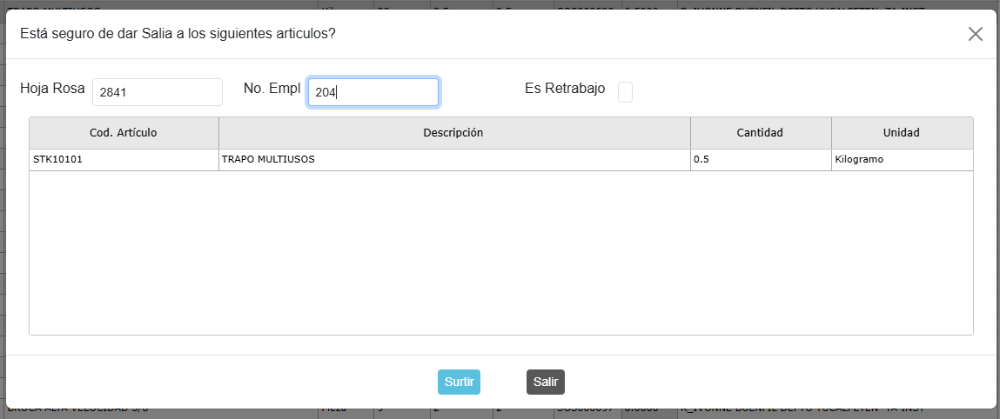 Está seguro de dar Salia a los siguientes articulos?
Hoja Rosa 2841 No. Empl 204 Es Retrabajo
Cod. Artículo Descripción Cantidad Unidad
STK10101 TRAPO MULTIUSOS 0.5 Kilogramo
Surtir Salir